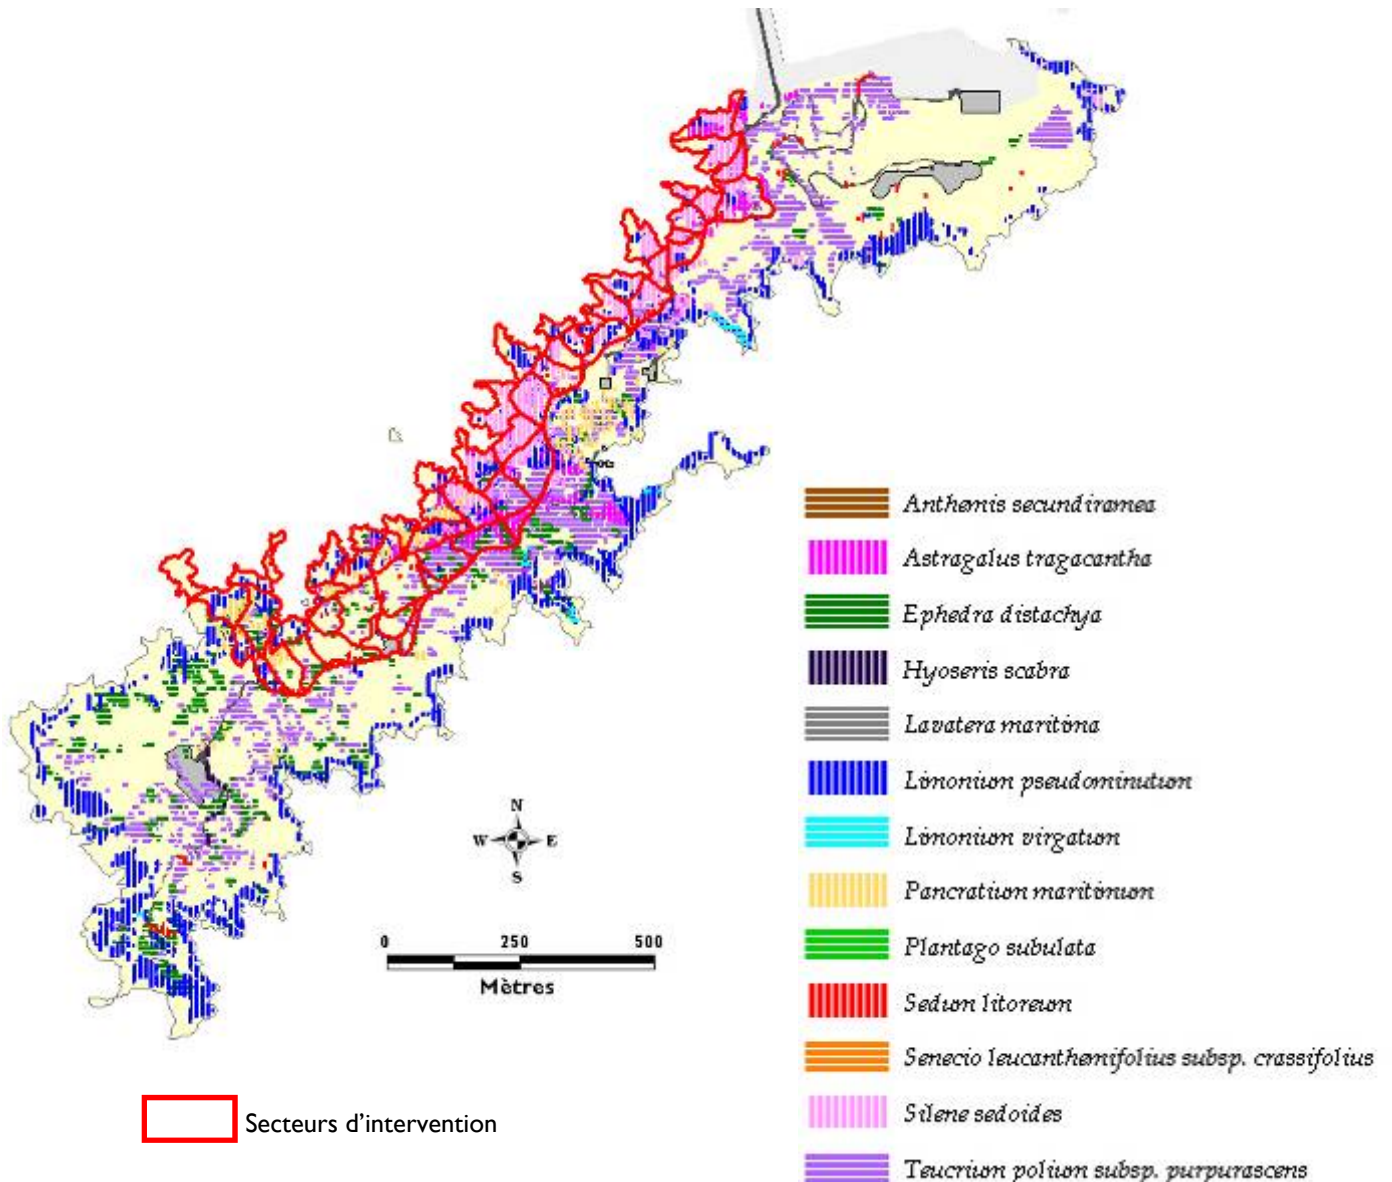 Anthemis secundiramea
Astragalus tragacantha
Ephedra distachya
Hyoseris scabra
Lavatera maritima
Limonium pseudominutum
Limonium virgatum
Pancratium maritimum
Plantago subulata
Sedum litoreum
Senecio leucanthemifolius subsp. crassifolius
Silene sedoides
Teucrium polium subsp. purpurascens
N
W E
S
0 250 500
Mètres
Secteurs d'intervention